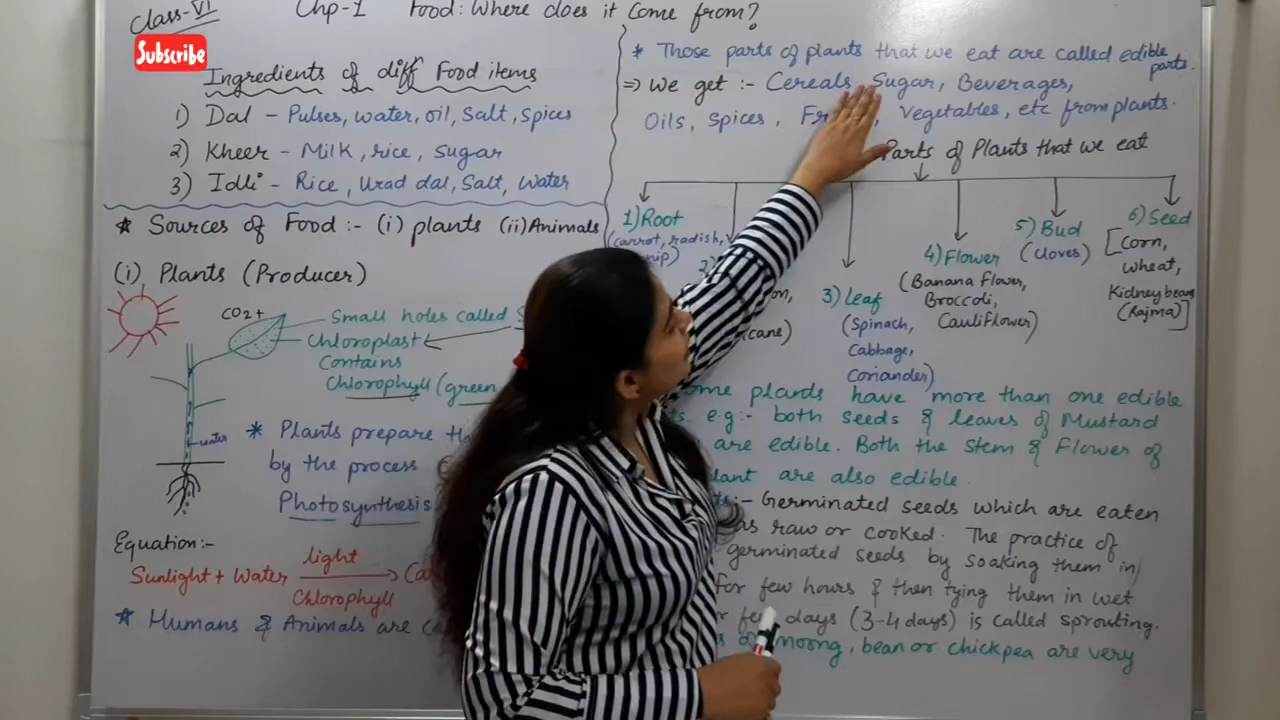 Class-VI
Chp-1 Food: Where does it come from?
Subscribe
Ingredients of diff Food items
1) Dal – Pulses, water, oil, Salt, spices
2) Kheer – Milk, rice, sugar
3) Idli – Rice, Urad dal, Salt, water
* Sources of Food :- (i) plants (ii) Animals
(i) Plants (Producer)
CO2+
Small holes called
Chloroplast
Contains
Chlorophyll (green
water
* Plants prepare
by the process
Photosynthesis
Equation:-
Sunlight + Water light
Chlorophyll
* Humans & Animals are
* Those parts of plants that we eat are called edible
parts.
⇒ We get :- Cereals, Sugar, Beverages,
Oils, Spices, Vegetables, etc from plants.
Parts of Plants that we eat
1) Root
(carrot, radish,
2)
3) Leaf
(Spinach,
Cabbage,
Coriander)
4) Flower
(Banana Flower,
Broccoli,
Cauliflower)
5) Bud
(Cloves)
6) Seed
[Corn,
Wheat,
Kidney beans
(Rajma)]
plants have more than one edible
e.g:- both seeds & leaves of Mustard
are edible. Both the Stem & Flower of
are also edible.
:- Germinated seeds which are eaten
as raw or cooked. The practice of
germinated seeds by soaking them in
for few hours & then tying them in wet
few days (3-4 days) is called sprouting.
of moong, bean or chickpea are very